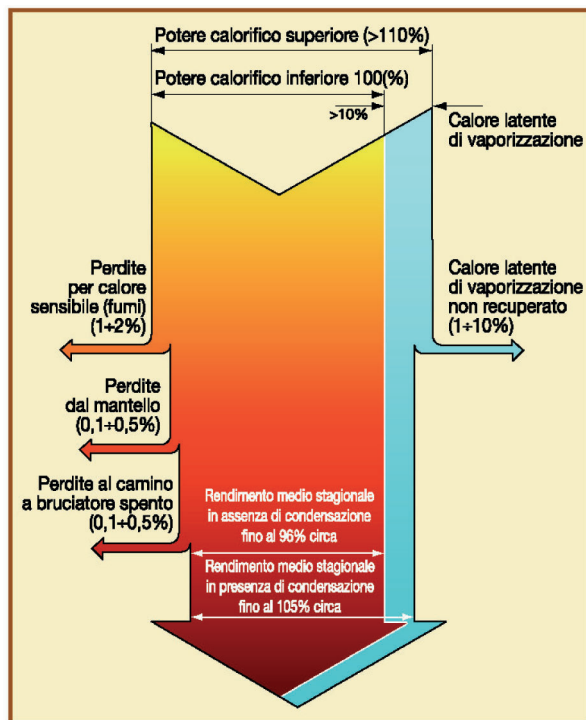 Potere calorifico superiore (>110%)
Potere calorifico inferiore 100(%)
>10%
Calore latente
di vaporizzazione
Perdite
per calore
sensibile (fumi)
(1÷2%)
Calore latente
di vaporizzazione
non recuperato
(1÷10%)
Perdite
dal mantello
(0,1÷0,5%)
Perdite al camino
a bruciatore spento
(0,1÷0,5%)
Rendimento medio stagionale
in assenza di condensazione
fino al 96% circa
Rendimento medio stagionale
in presenza di condensazione
fino al 105% circa